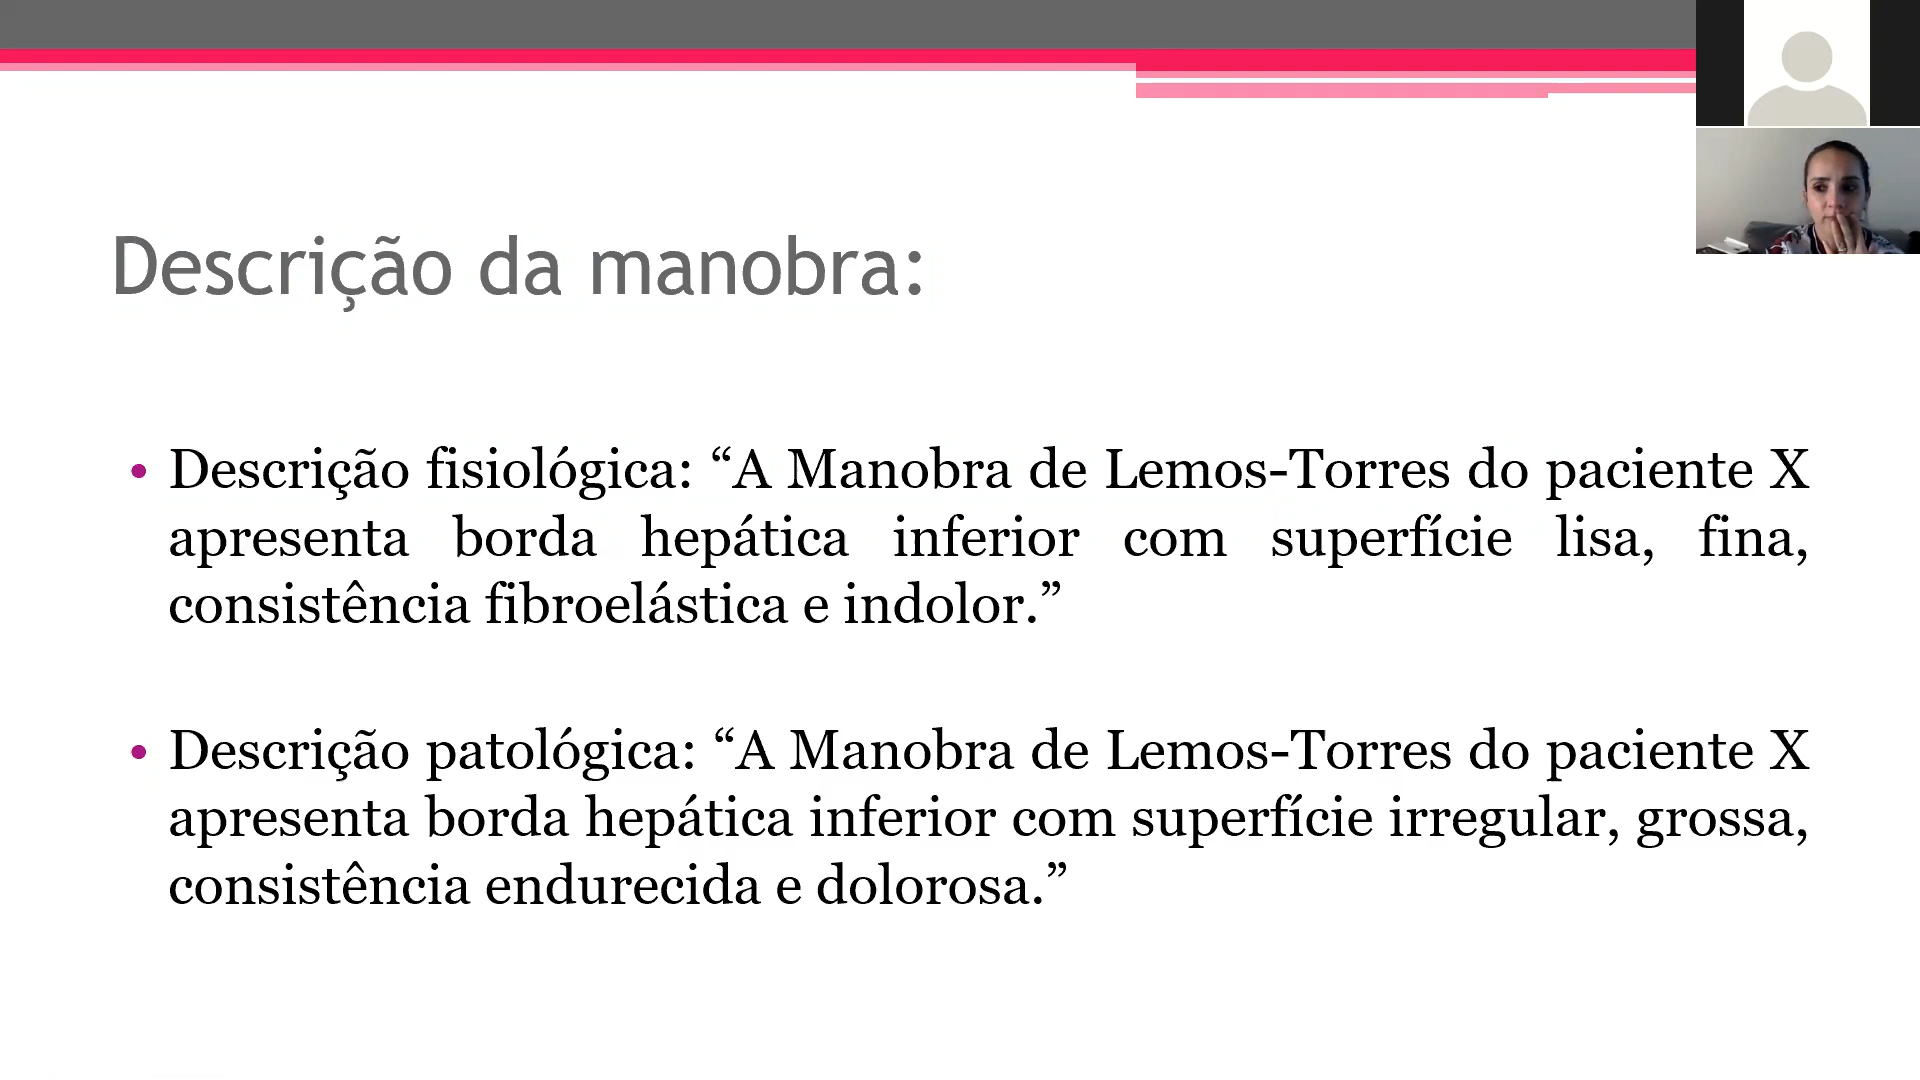 Descrição da manobra:
• Descrição fisiológica: “A Manobra de Lemos-Torres do paciente X
apresenta borda hepática inferior com superfície lisa, fina,
consistência fibroelástica e indolor.”
• Descrição patológica: “A Manobra de Lemos-Torres do paciente X
apresenta borda hepática inferior com superfície irregular, grossa,
consistência endurecida e dolorosa.”